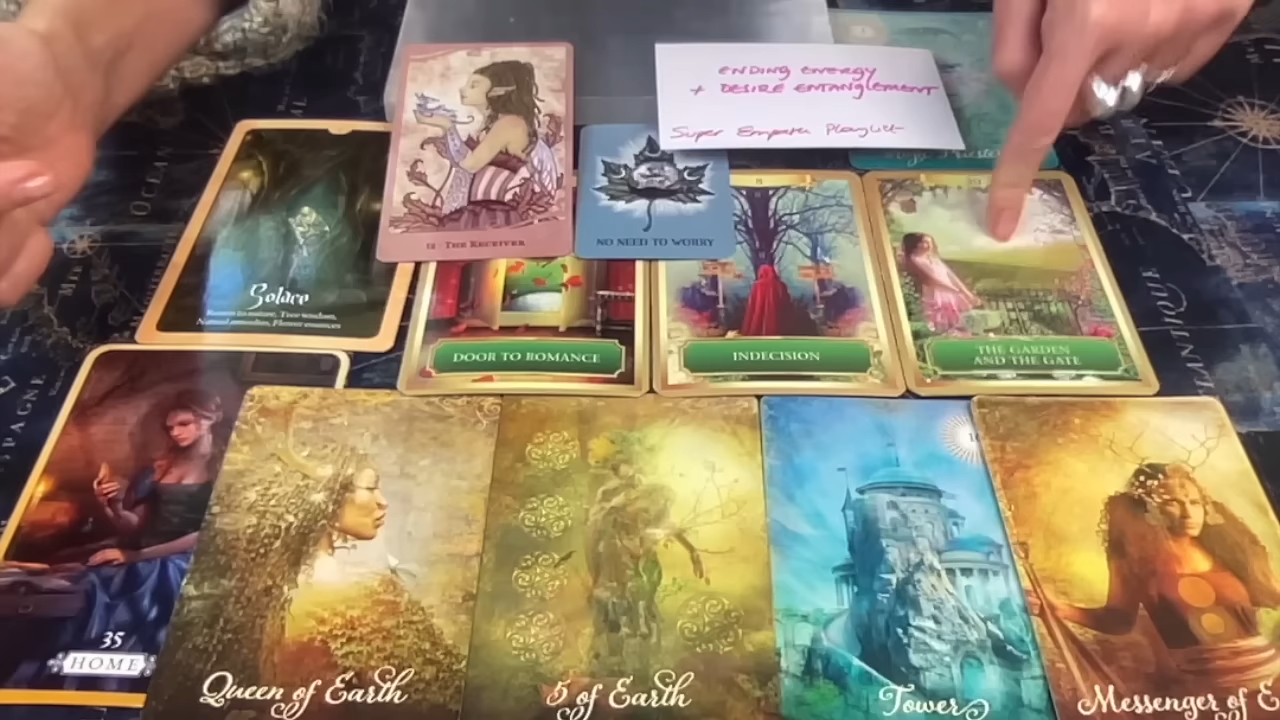 ENDING ENERGY
+ DESIRE ENTANGLEMENT
Super Empath Playlist
12 THE RECEIVER
NO NEED TO WORRY
Solace
Return to nature, Tree wisdom,
Natural remedies, Flower essences
DOOR TO ROMANCE
INDECISION
THE GARDEN
AND THE GATE
35
HOME
Queen of Earth
5 of Earth
Tower
Messenger of E